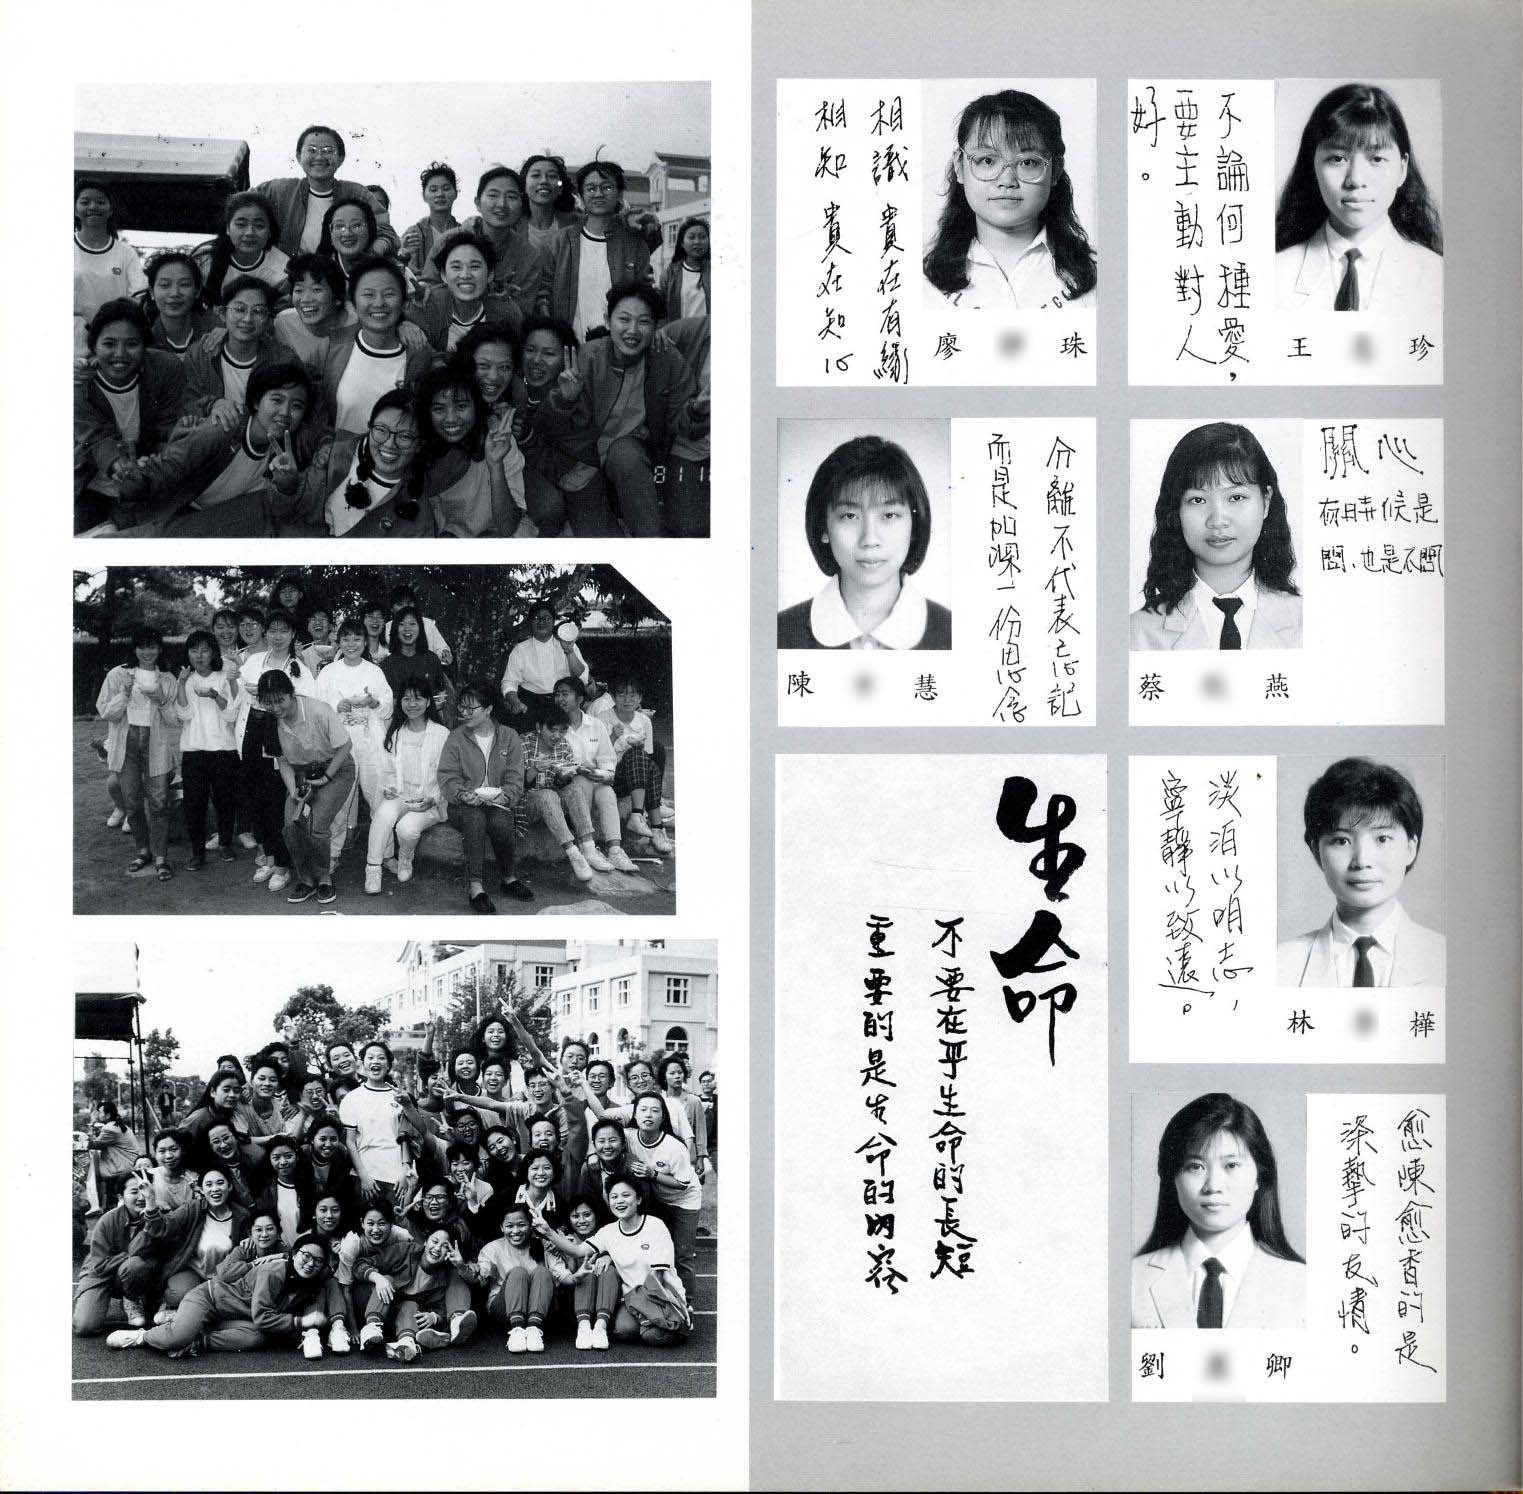 81 1
相識 貴在有緣
相知 貴在知心
廖 珠
不論何種愛，
要主動對人
好。
王 珍
分離不代表忘記
而是加深一份思念
陳 慧
關心
有時候是
關、也是不關
蔡 燕
生命
不要在乎生命的長短
重要的是生命的內容
淡泊以明志，
寧靜以致遠。
林 樺
愈陳愈香的是
深摯的友情。
劉 卿